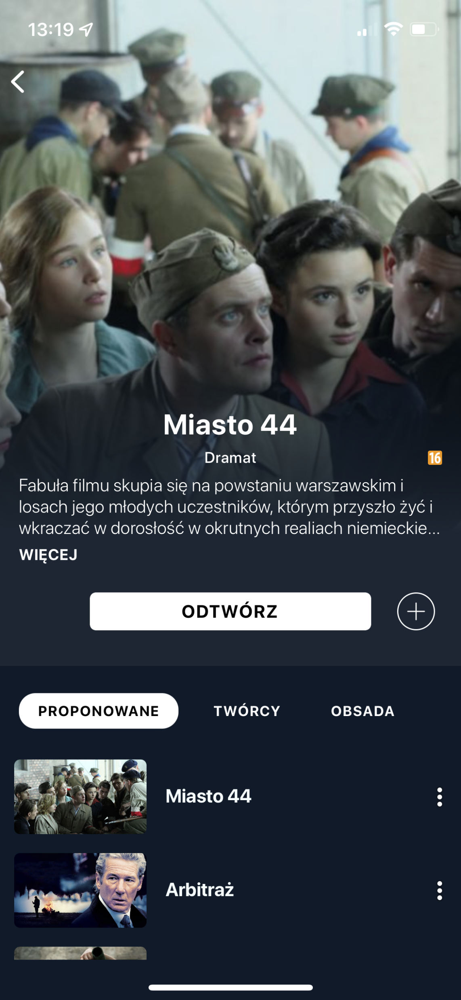 13:19
Miasto 44
Dramat
16
Fabuła filmu skupia się na powstaniu warszawskim i
losach jego młodych uczestników, którym przyszło żyć i
wkraczać w dorosłość w okrutnych realiach niemieckie...
WIĘCEJ
ODTWÓRZ
PROPONOWANE
TWÓRCY
OBSADA
Miasto 44
Arbitraż